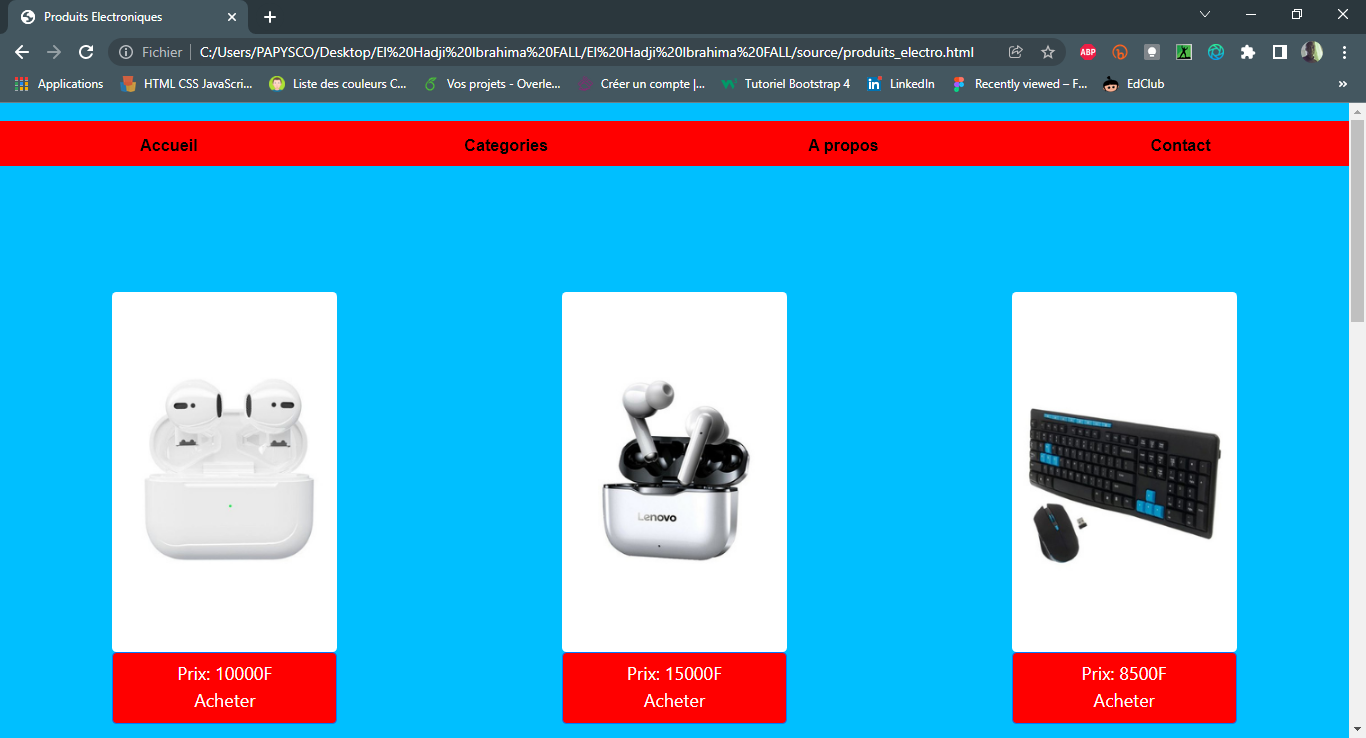 Produits Electroniques
Fichier C:/Users/PAPYSCO/Desktop/El%20Hadji%20Ibrahima%20FALL/El%20Hadji%20Ibrahima%20FALL/source/produits_electro.html
ABP
Applications HTML CSS JavaScri... Liste des couleurs C... Vos projets - Overle... Créer un compte |... Tutoriel Bootstrap 4 LinkedIn Recently viewed – F... EdClub »
Accueil Categories A propos Contact
Lenovo
Prix: 10000F Prix: 15000F Prix: 8500F
Acheter Acheter Acheter